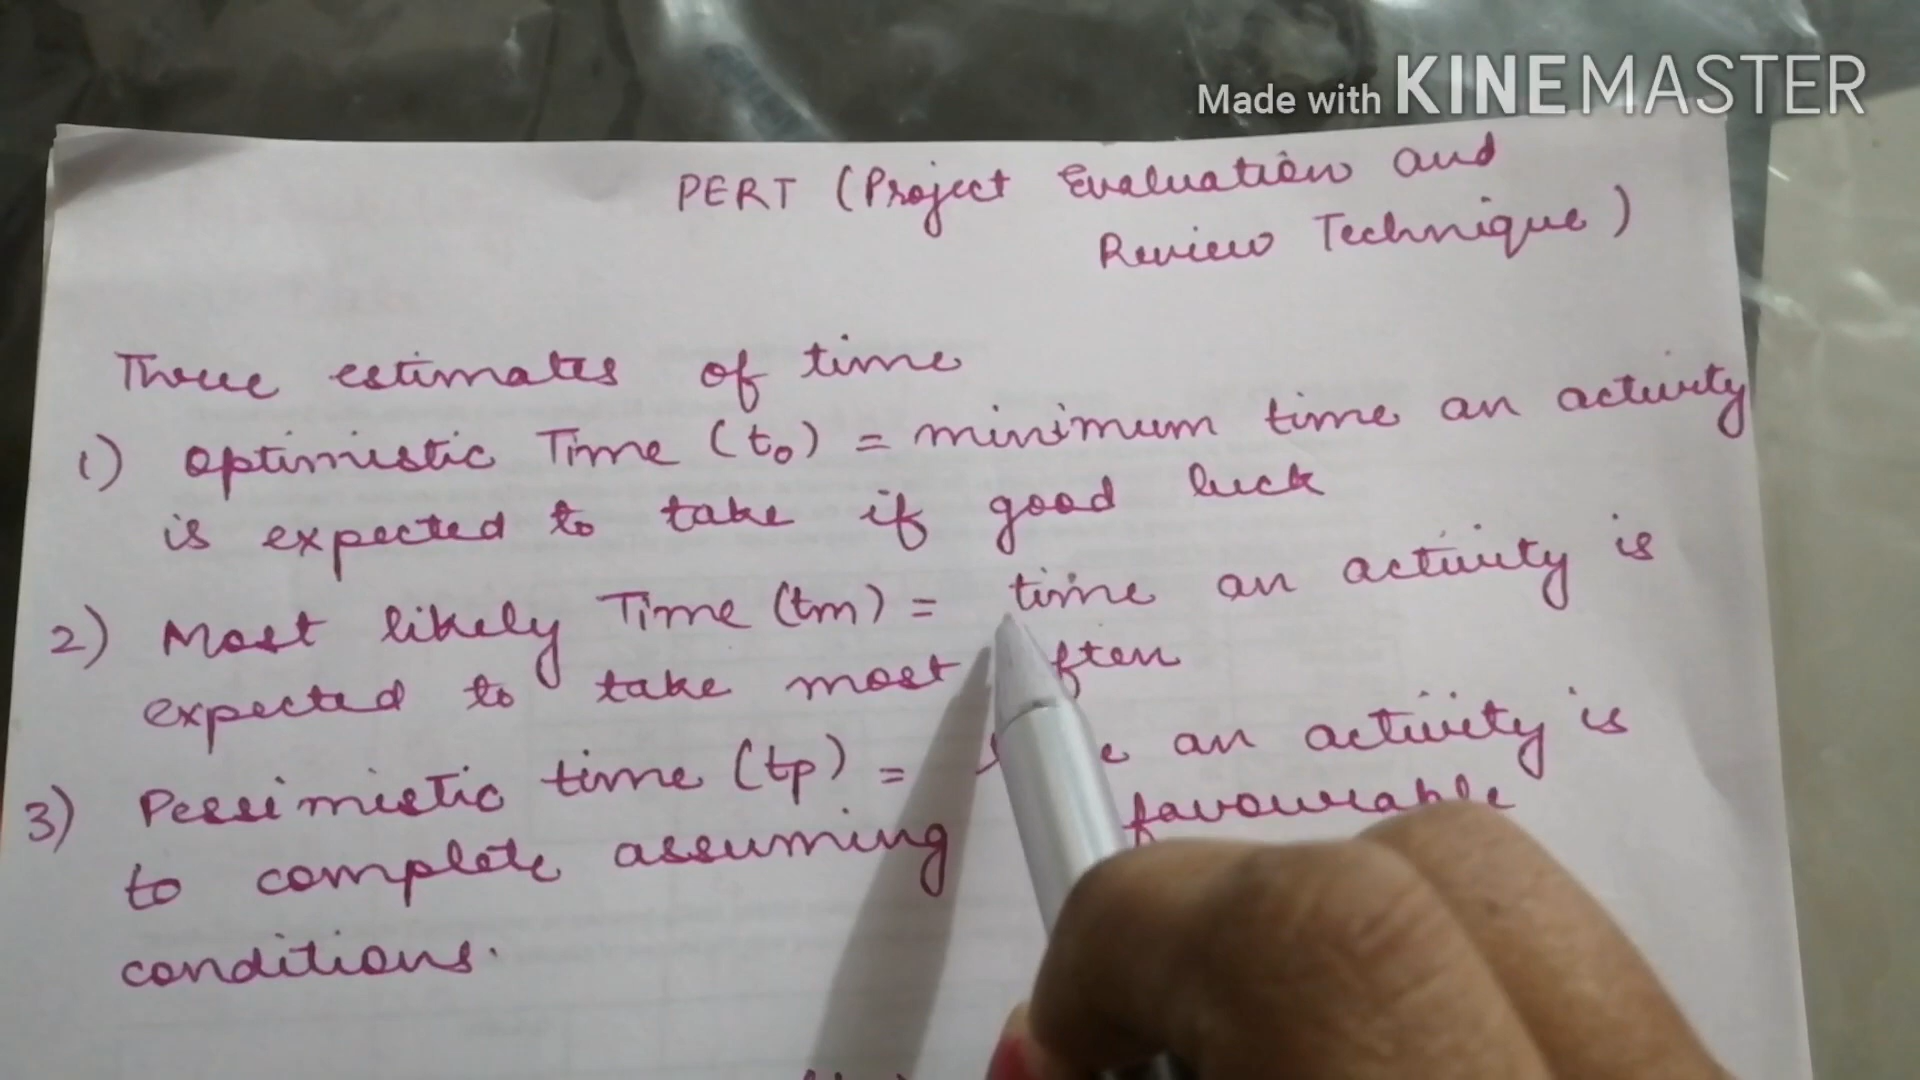 Made with KINEMASTER
PERT (Project Evaluation and
Review Technique)
Three estimates of time
1) Optimistic Time (to) = minimum time an activity
is expected to take if good luck
2) Most likely Time (tm) = time an activity is
expected to take most
3) Pessimistic time (tp) = an activity is
to complete assuming favourable
conditions.